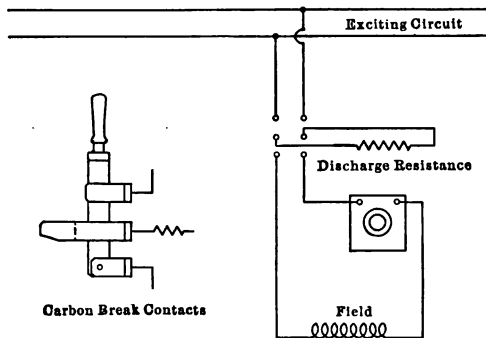 Exciting Circuit
Discharge Resistance
Carbon Break Contacts
Field